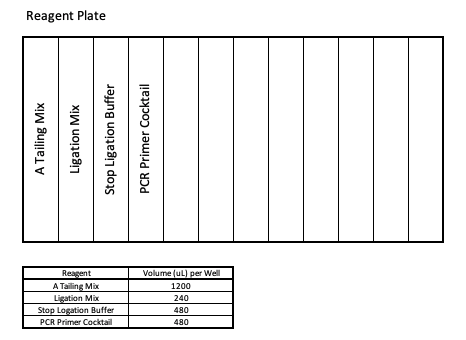 Reagent Plate
A Tailing Mix
Ligation Mix
Stop Ligation Buffer
PCR Primer Cocktail
Reagent Volume (uL) per Well
A Tailing Mix 1200
Ligation Mix 240
Stop Logation Buffer 480
PCR Primer Cocktail 480